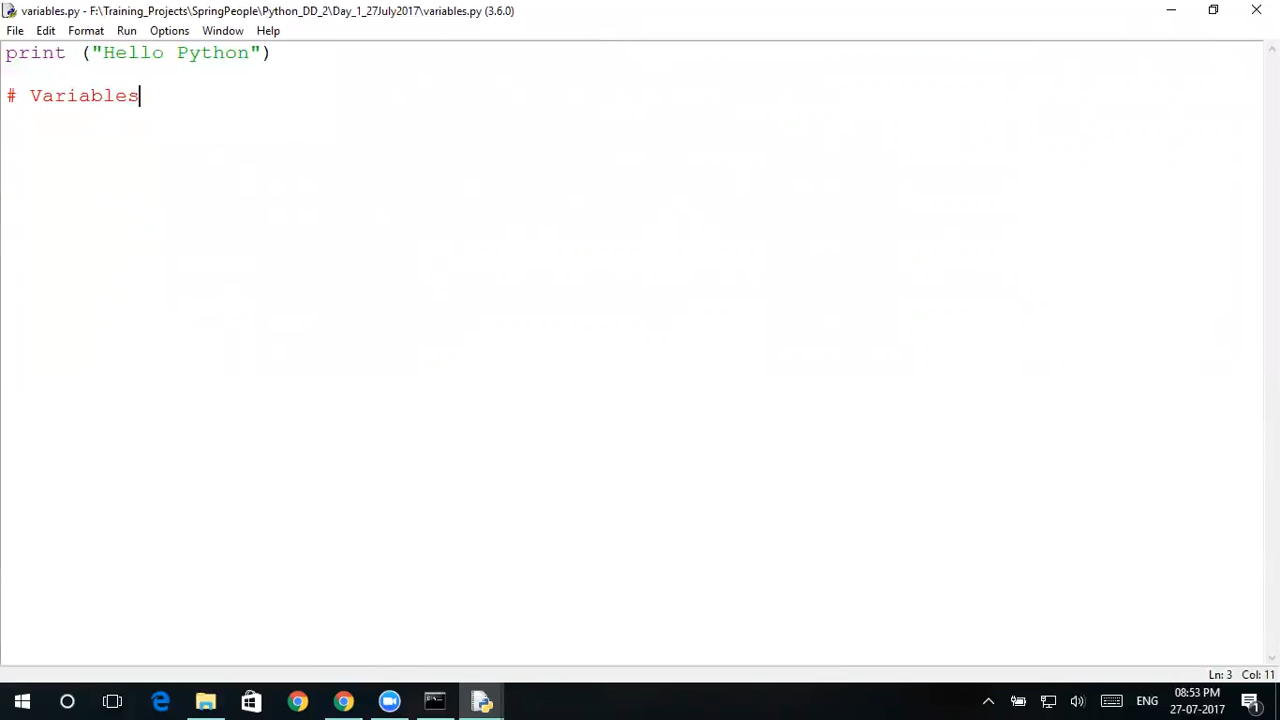 variables.py - F:\Training_Projects\SpringPeople\Python_DD_2\Day_1_27July2017\variables.py (3.6.0)
File Edit Format Run Options Window Help
print ("Hello Python")
# Variables
Ln: 3 Col: 11
ENG
08:53 PM
27-07-2017
1